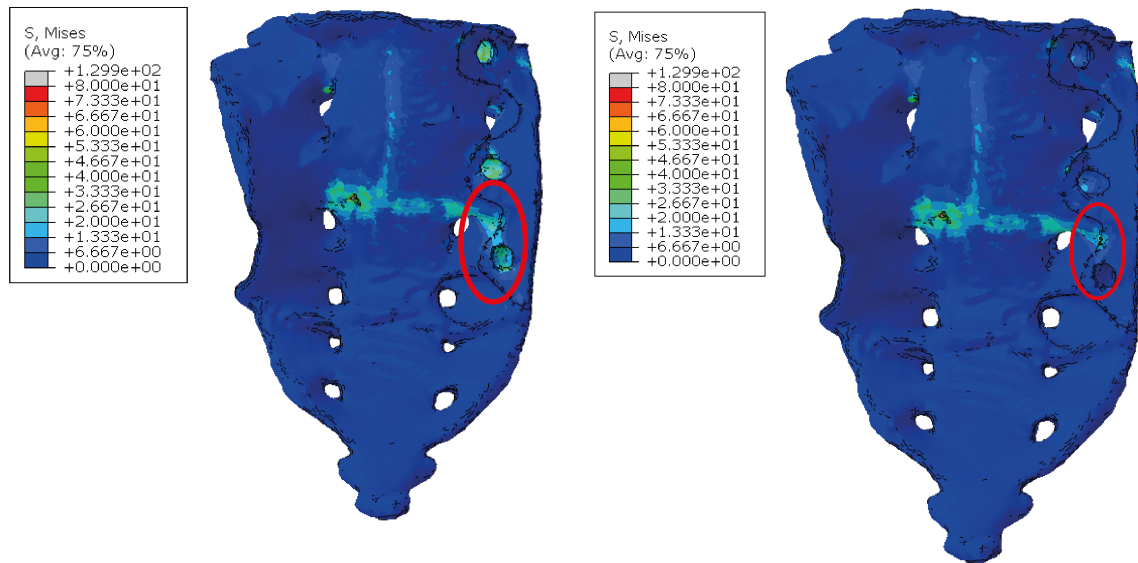 S, Mises
(Avg: 75%)
+1.299e+02
+8.000e+01
+7.333e+01
+6.667e+01
+6.000e+01
+5.333e+01
+4.667e+01
+4.000e+01
+3.333e+01
+2.667e+01
+2.000e+01
+1.333e+01
+6.667e+00
+0.000e+00
S, Mises
(Avg: 75%)
+1.299e+02
+8.000e+01
+7.333e+01
+6.667e+01
+6.000e+01
+5.333e+01
+4.667e+01
+4.000e+01
+3.333e+01
+2.667e+01
+2.000e+01
+1.333e+01
+6.667e+00
+0.000e+00